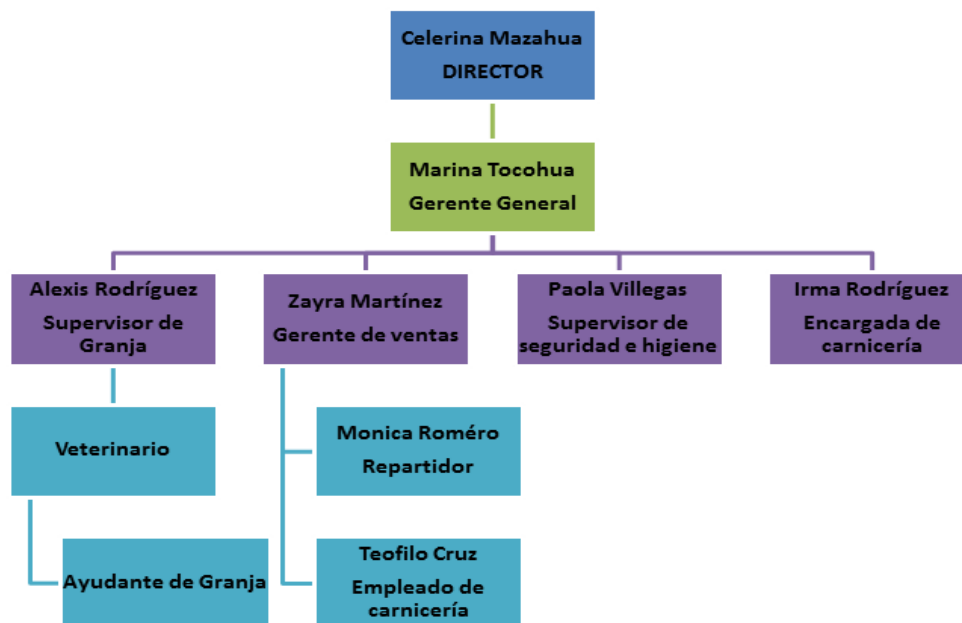 Celerina Mazahua
DIRECTOR
Marina Tocohua
Gerente General
Alexis Rodríguez
Supervisor de
Granja
Zayra Martínez
Gerente de ventas
Paola Villegas
Supervisor de
seguridad e higiene
Irma Rodríguez
Encargada de
carnicería
Veterinario
Ayudante de Granja
Monica Roméro
Repartidor
Teofilo Cruz
Empleado de
carnicería